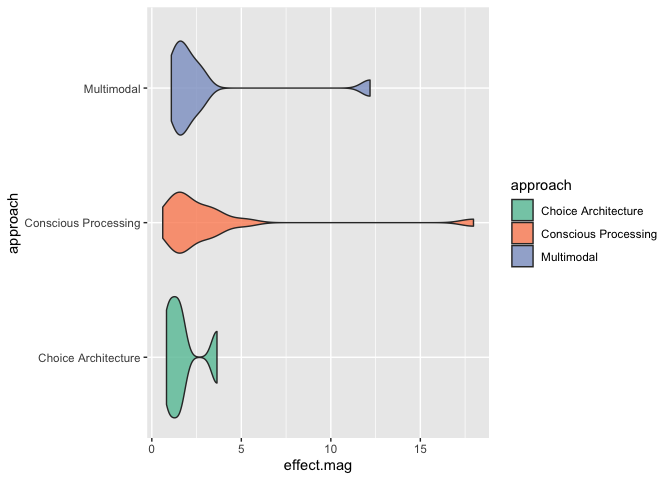 approach
Multimodal
Conscious Processing
Choice Architecture
0 5 10 15
effect.mag
approach
Choice Architecture
Conscious Processing
Multimodal